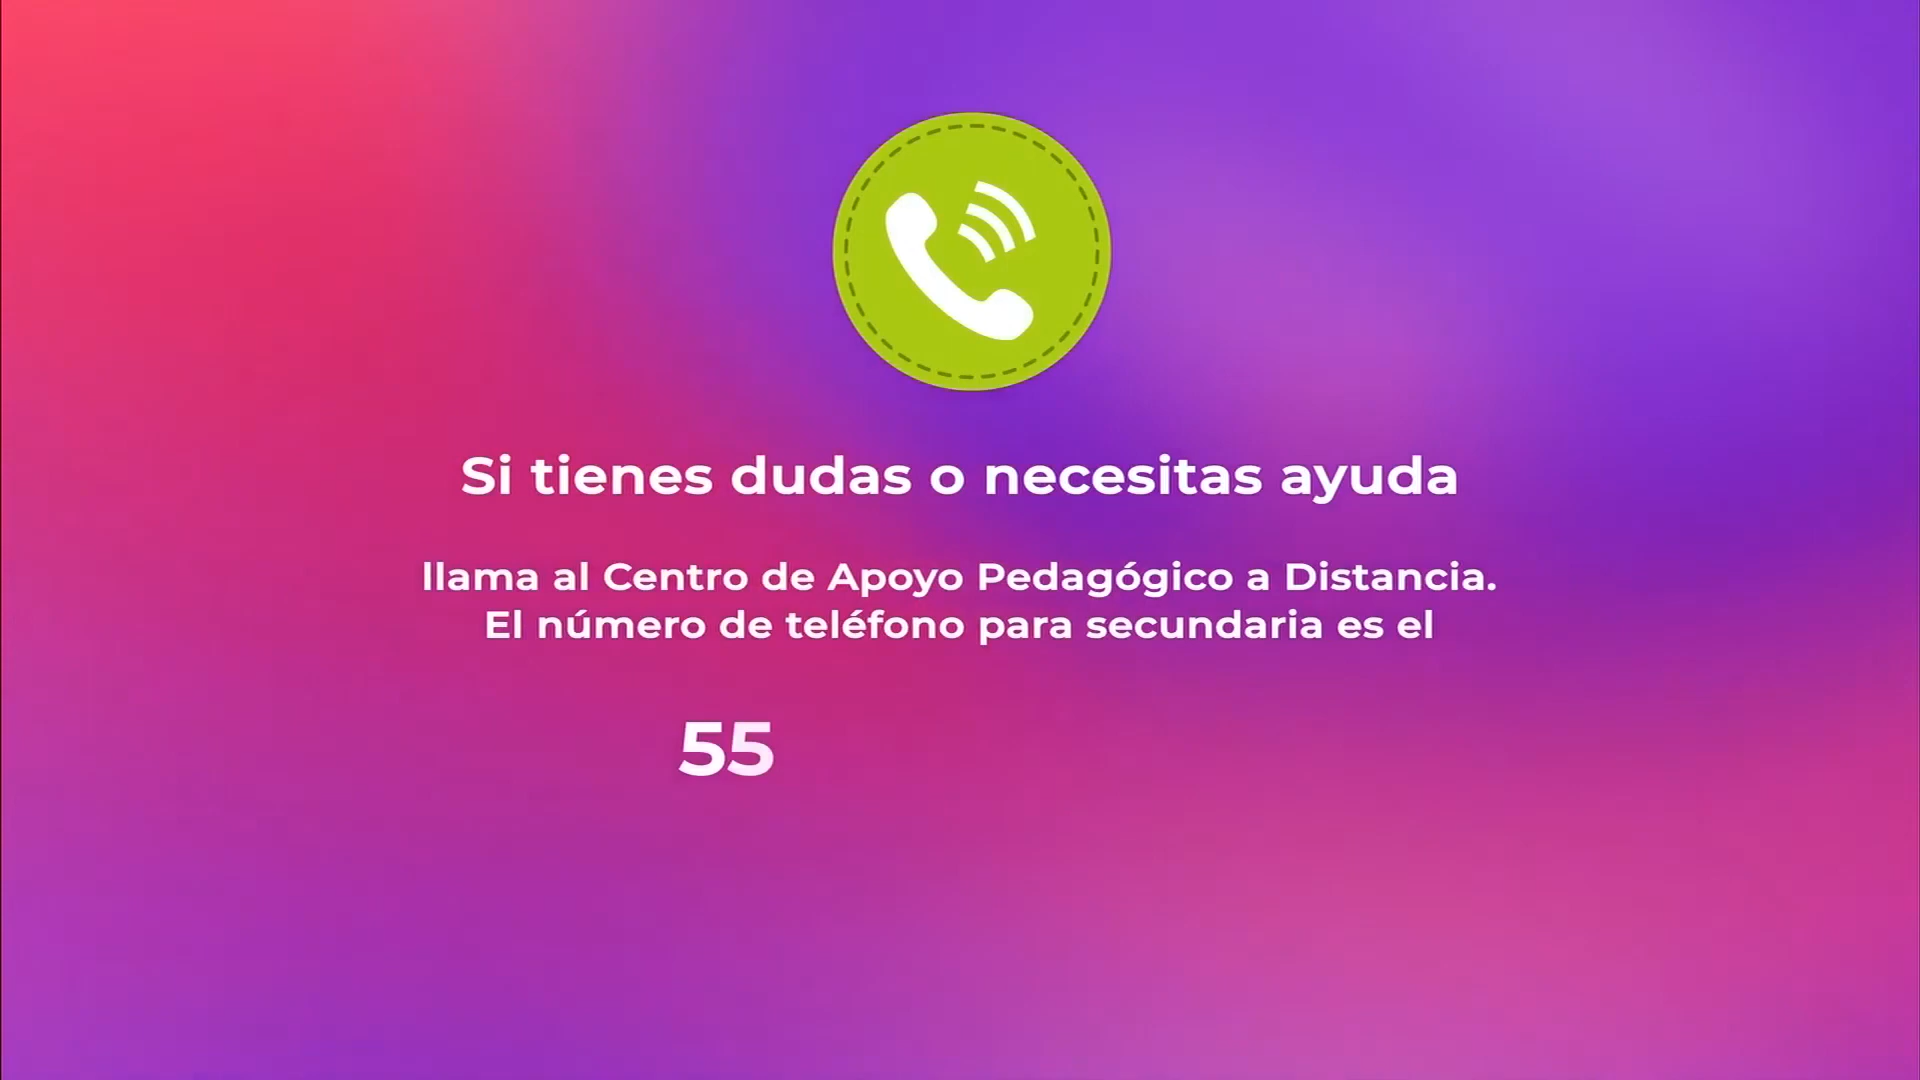 Si tienes dudas o necesitas ayuda
llama al Centro de Apoyo Pedagógico a Distancia.
El número de teléfono para secundaria es el
55